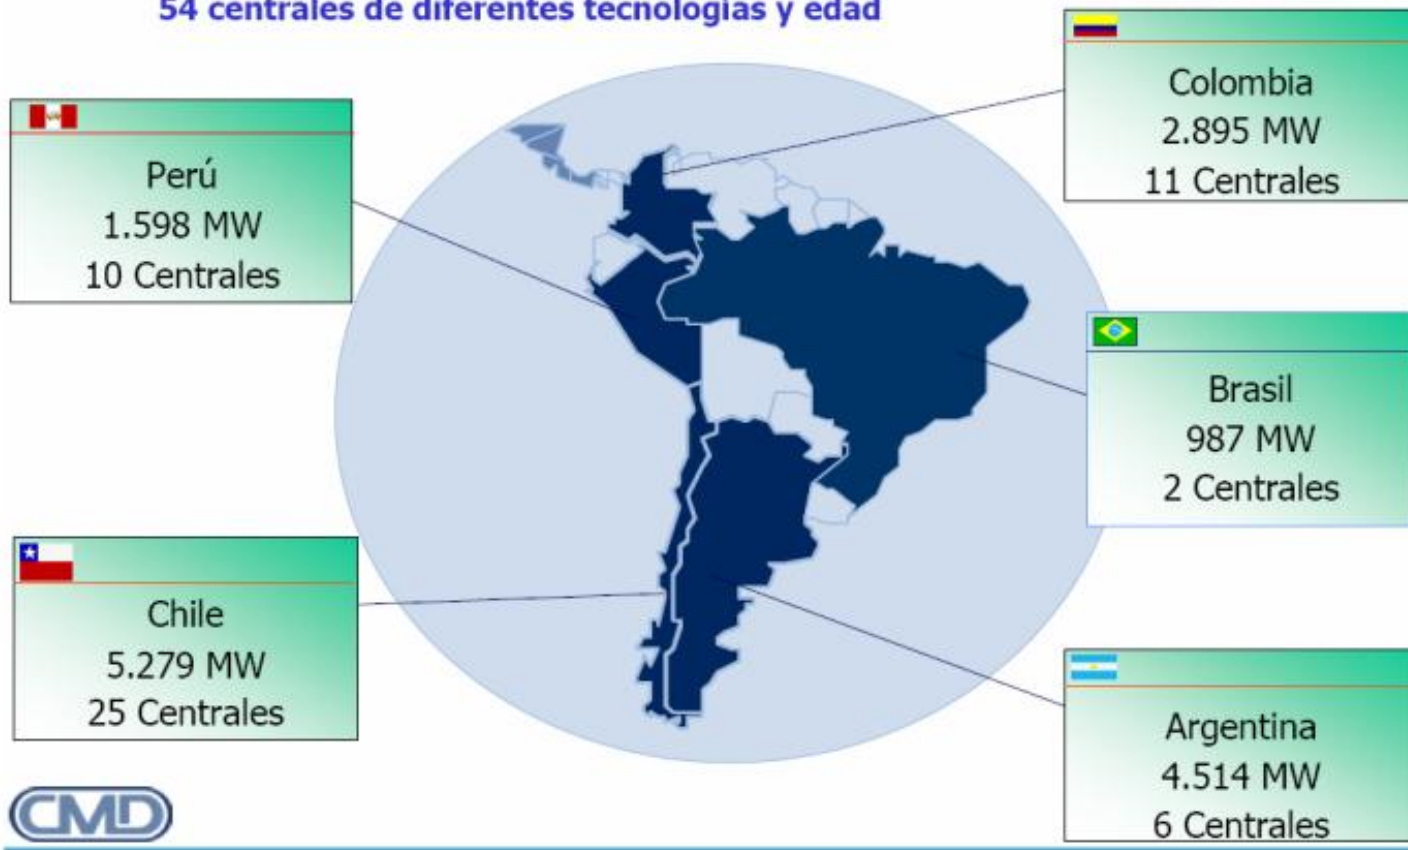 54 centrales de diferentes tecnologías y edad
Colombia
2.895 MW
11 Centrales
Perú
1.598 MW
10 Centrales
Brasil
987 MW
2 Centrales
Chile
5.279 MW
25 Centrales
Argentina
4.514 MW
6 Centrales
CMD